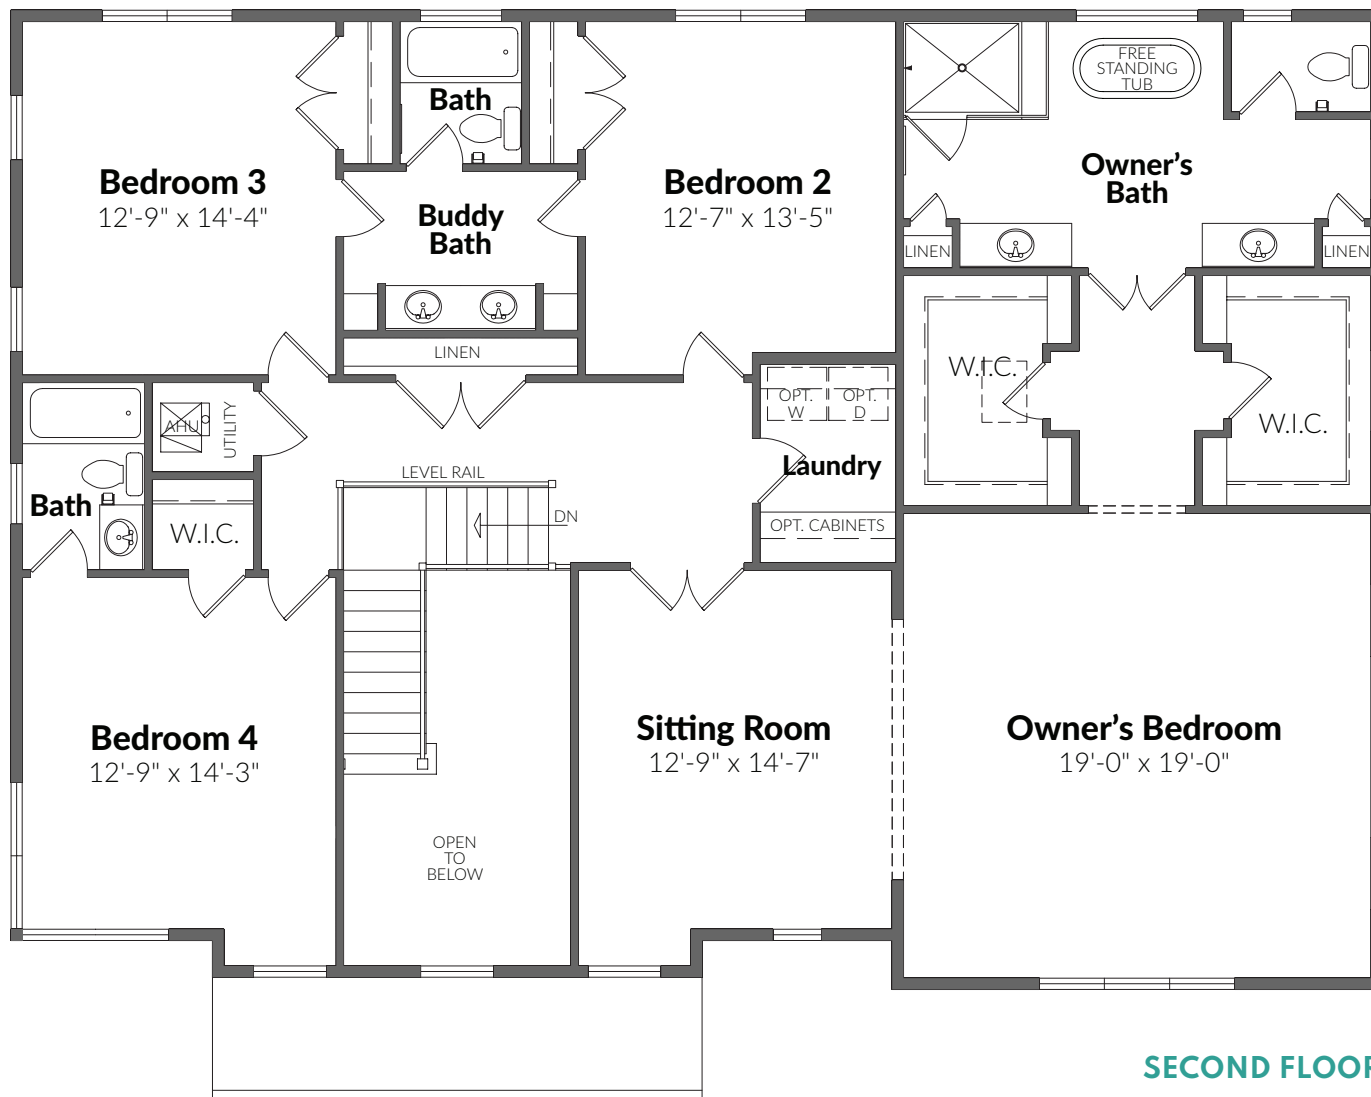 Bedroom 3
12'-9" x 14'-4"
Bath
Buddy
Bath
Bedroom 2
12'-7" x 13'-5"
FREE
STANDING
TUB
Owner's
Bath
LINEN
LINEN
LINEN
W.I.C.
W.I.C.
OPT.
W
OPT.
D
Laundry
OPT. CABINETS
AHU
UTILITY
LEVEL RAIL
DN
Bath
W.I.C.
Bedroom 4
12'-9" x 14'-3"
OPEN
TO
BELOW
Sitting Room
12'-9" x 14'-7"
Owner's Bedroom
19'-0" x 19'-0"
SECOND FLOOR